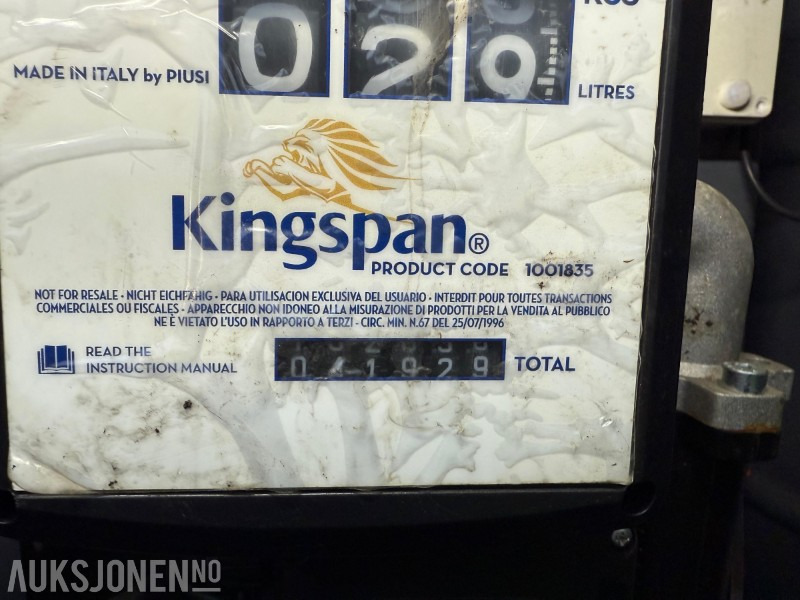 0 2 9
MADE IN ITALY by PIUSI
LITRES
Kingspan®
PRODUCT CODE 1001835
NOT FOR RESALE - NICHT EICHFÄHIG - PARA UTILISACION EXCLUSIVA DEL USUARIO - INTERDIT POUR TOUTES TRANSACTIONS
COMMERCIALES OU FISCALES - APPARECCHIO NON IDONEO ALLA MISURAZIONE DI PRODOTTI PER LA VENDITA AL PUBBLICO
NE È VIETATO L'USO IN RAPPORTO A TERZI - CIRC. MIN. N.67 DEL 25/07/1996
READ THE
INSTRUCTION MANUAL
041929 TOTAL
AUKSJONEN.NO